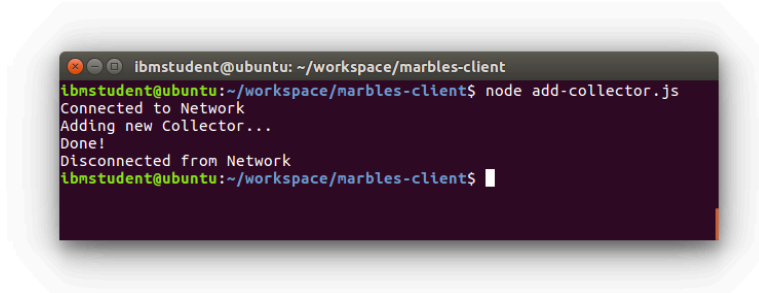 ibmstudent@ubuntu: ~/workspace/marbles-client
ibmstudent@ubuntu:~/workspace/marbles-client$ node add-collector.js
Connected to Network
Adding new Collector...
Done!
Disconnected from Network
ibmstudent@ubuntu:~/workspace/marbles-client$